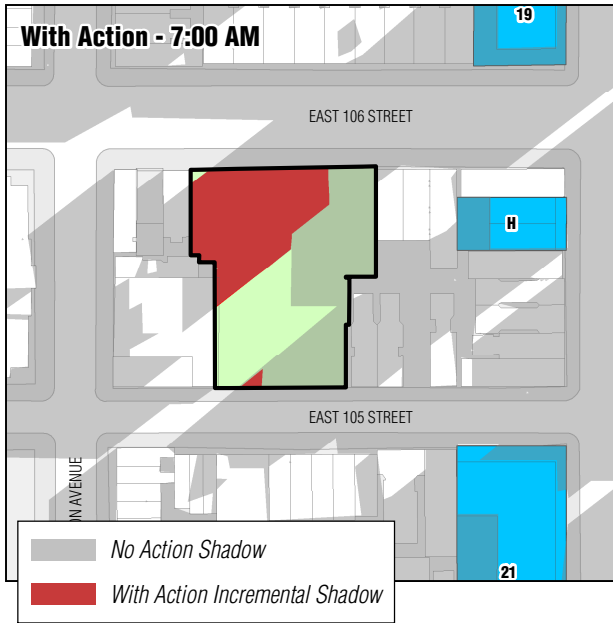 With Action - 7:00 AM
19
EAST 106 STREET
H
EAST 105 STREET
ON AVENUE
21
No Action Shadow
With Action Incremental Shadow